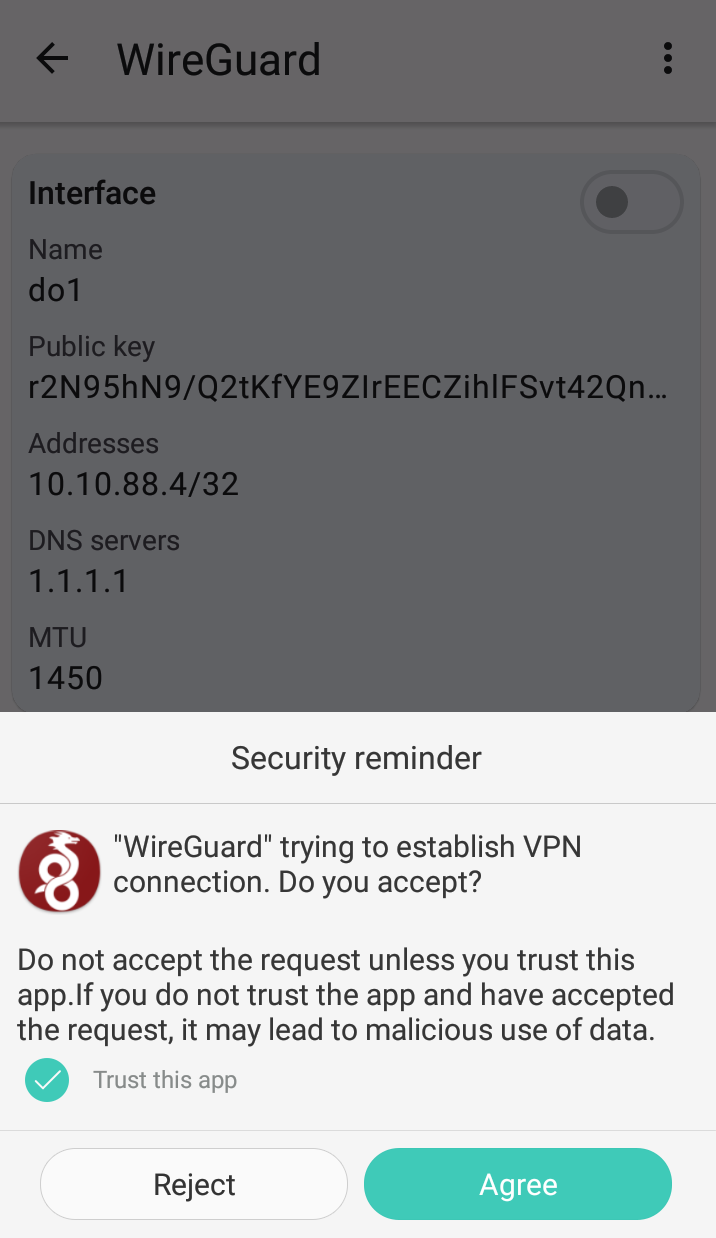 WireGuard
Interface
Name
do1
Public key
r2N95hN9/Q2tKfYE9ZIrEECZihlFSvt42Qn…
Addresses
10.10.88.4/32
DNS servers
1.1.1.1
MTU
1450
Security reminder
"WireGuard" trying to establish VPN
connection. Do you accept?
Do not accept the request unless you trust this
app.If you do not trust the app and have accepted
the request, it may lead to malicious use of data.
Trust this app
Reject
Agree